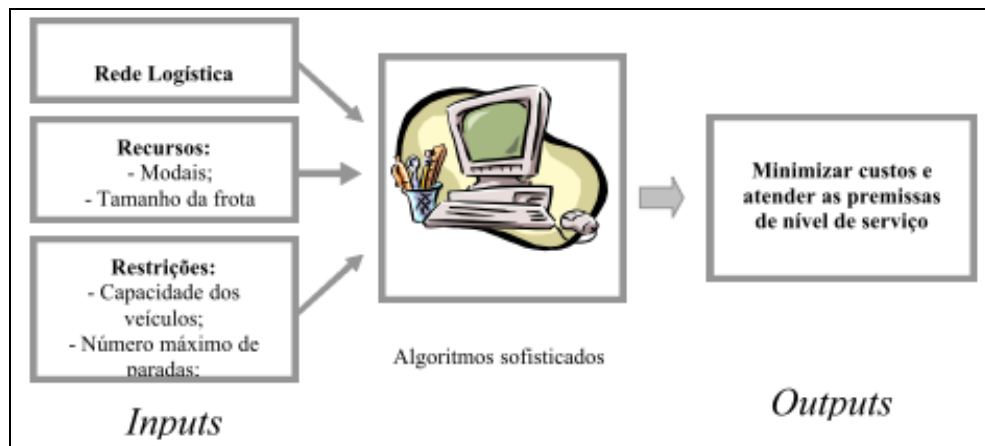 Rede Logística
Recursos:
- Modais;
- Tamanho da frota
Restrições:
- Capacidade dos
veículos;
- Número máximo de
paradas;
Inputs
Algoritmos sofisticados
Minimizar custos e
atender as premissas
de nível de serviço
Outputs